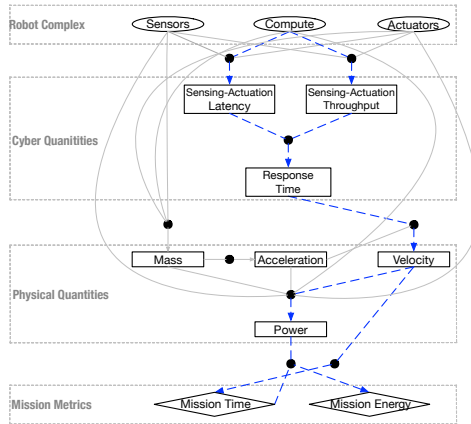 Robot Complex
Sensors
Compute
Actuators
Sensing-Actuation
Latency
Sensing-Actuation
Throughput
Cyber Quanitities
Response
Time
Mass
Acceleration
Velocity
Physical Quantities
Power
Mission Metrics
Mission Time
Mission Energy